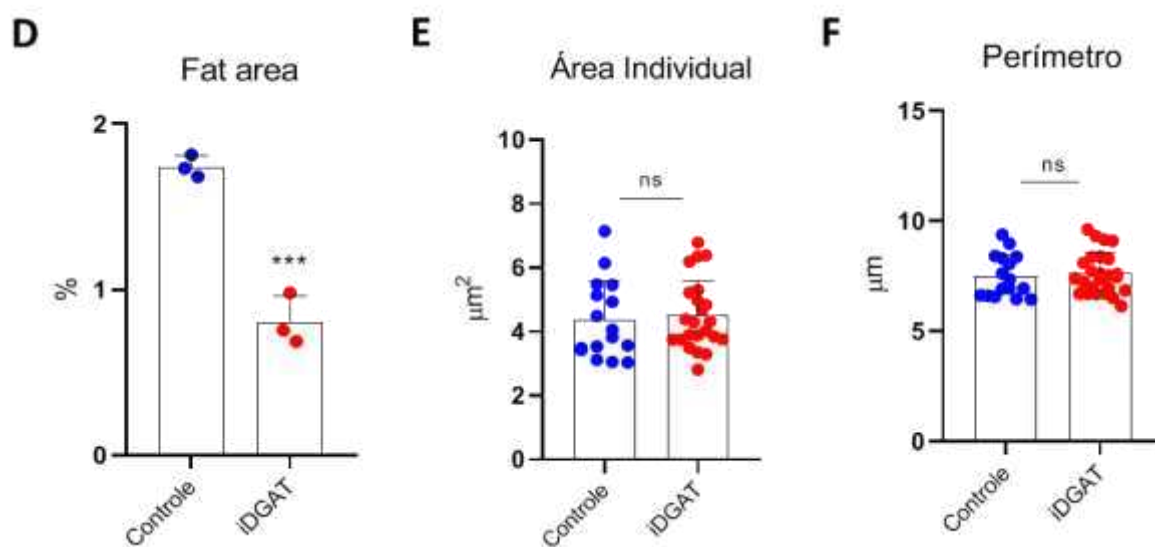 D
Fat area
2
1
0
%
***
Controle
iDGAT
E
Área Individual
10
8
6
4
2
0
μm²
ns
Controle
iDGAT
F
Perímetro
15
10
5
0
μm
ns
Controle
iDGAT